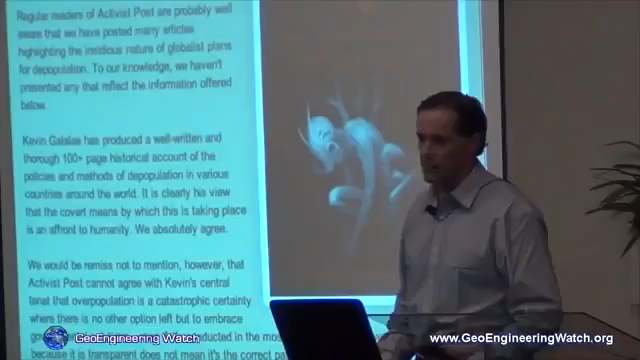 Regular readers of Activist Post are probably well
aware that we have posted many articles
highlighting the insidious nature of globalist plans
for depopulation. To our knowledge, we haven't
presented any that reflect the information offered
below.
Kevin Galalae has produced a well-written and
thorough 100+ page historical account of the
policies and methods of depopulation in various
countries around the world. It is clearly his view
that the covert means by which this is taking place
is an affront to humanity. We absolutely agree.
We would be remiss not to mention, however, that
Activist Post cannot agree with Kevin's central
tenat that overpopulation is a catastrophic certainty
where there is no other option left but to embrace
conducted in the most
because it is transparent does not mean it's the correct pa
GeoEngineering Watch
www.GeoEngineeringWatch.org